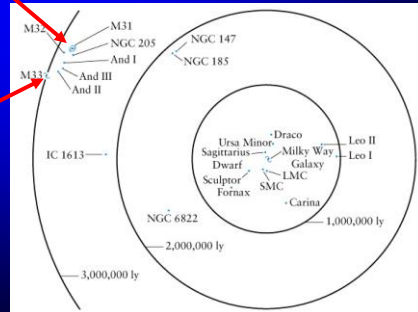 M32
M31
NGC 205
And I
M33
And III
And II
NGC 147
NGC 185
IC 1613
Draco
Ursa Minor
Leo II
Sagittarius
Milky Way
Leo I
Dwarf
Galaxy
Sculptor
LMC
Fornax
SMC
Carina
NGC 6822
1,000,000 ly
2,000,000 ly
3,000,000 ly